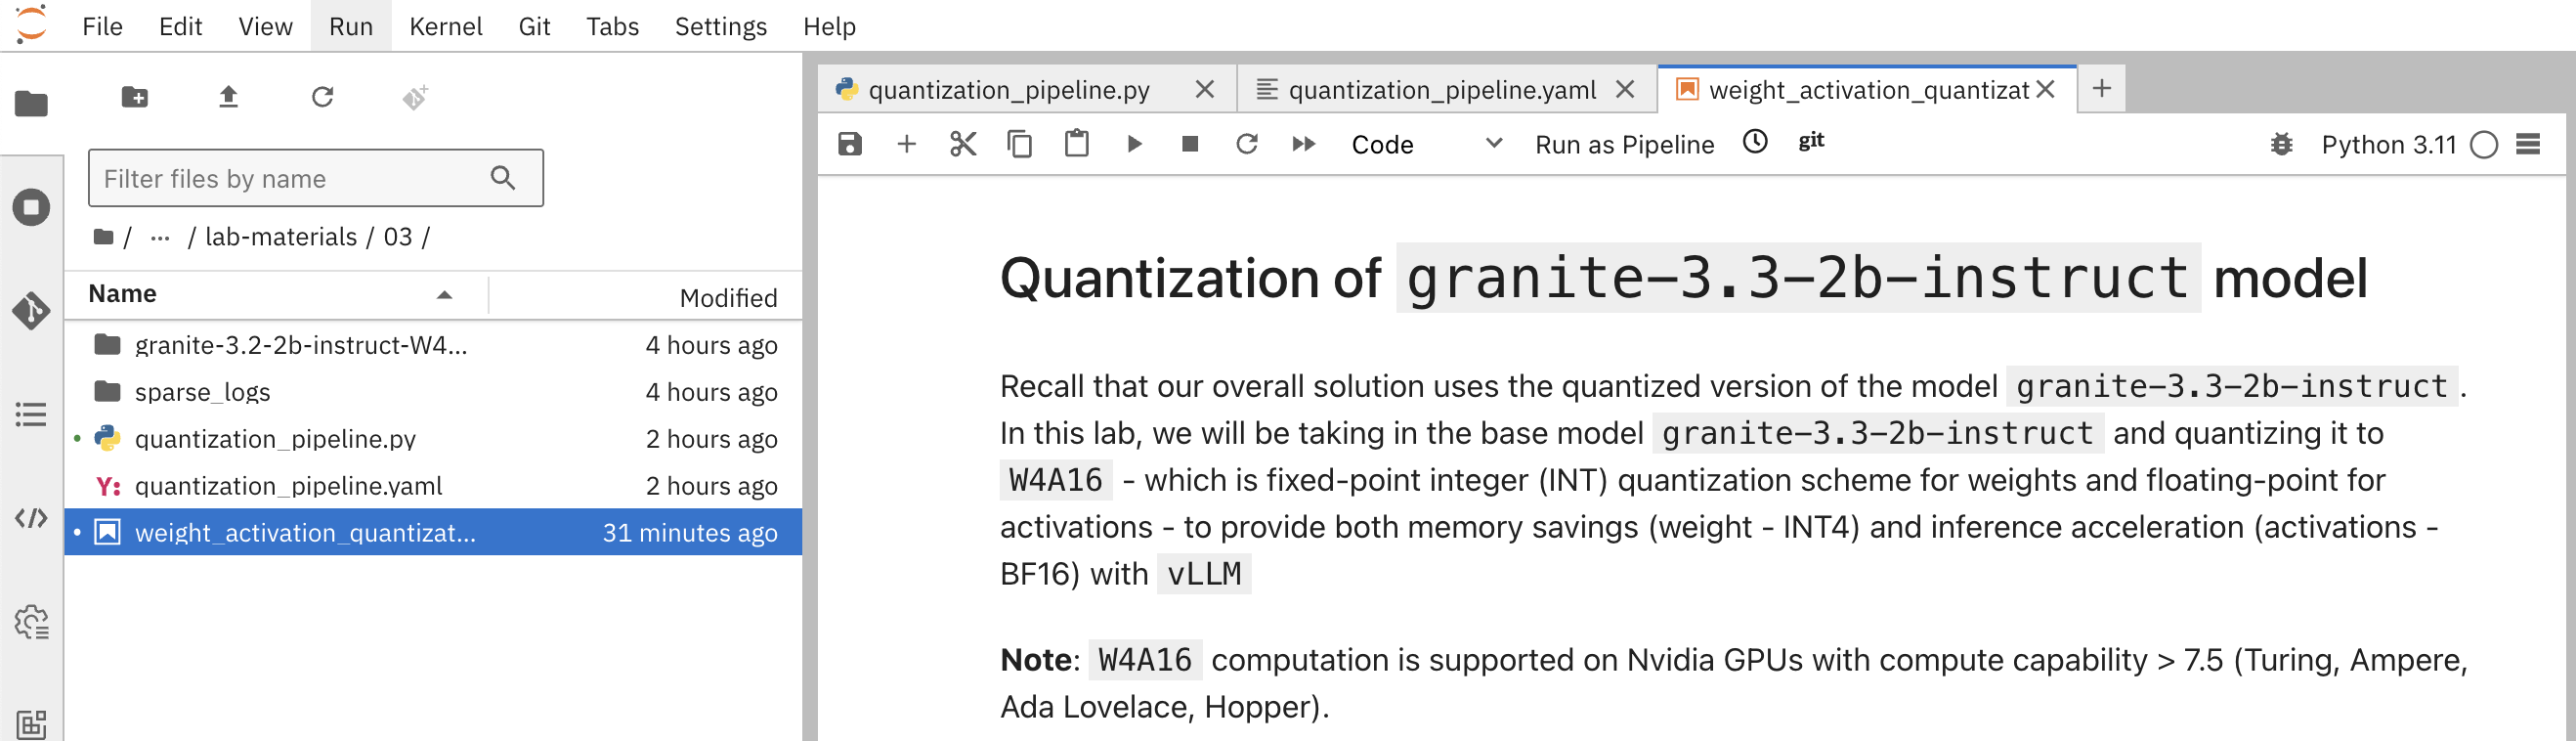 File Edit View Run Kernel Git Tabs Settings Help
Filter files by name
/ ... / lab-materials / 03 /
Name Modified
granite-3.2-2b-instruct-W4... 4 hours ago
sparse_logs 4 hours ago
quantization_pipeline.py 2 hours ago
Y: quantization_pipeline.yaml 2 hours ago
weight_activation_quantizat... 31 minutes ago
quantization_pipeline.py quantization_pipeline.yaml weight_activation_quantizat
Code Run as Pipeline git Python 3.11
Quantization of granite-3.3-2b-instruct model
Recall that our overall solution uses the quantized version of the model granite-3.3-2b-instruct.
In this lab, we will be taking in the base model granite-3.3-2b-instruct and quantizing it to
W4A16 - which is fixed-point integer (INT) quantization scheme for weights and floating-point for
activations - to provide both memory savings (weight - INT4) and inference acceleration (activations -
BF16) with vLLM
Note: W4A16 computation is supported on Nvidia GPUs with compute capability > 7.5 (Turing, Ampere,
Ada Lovelace, Hopper).